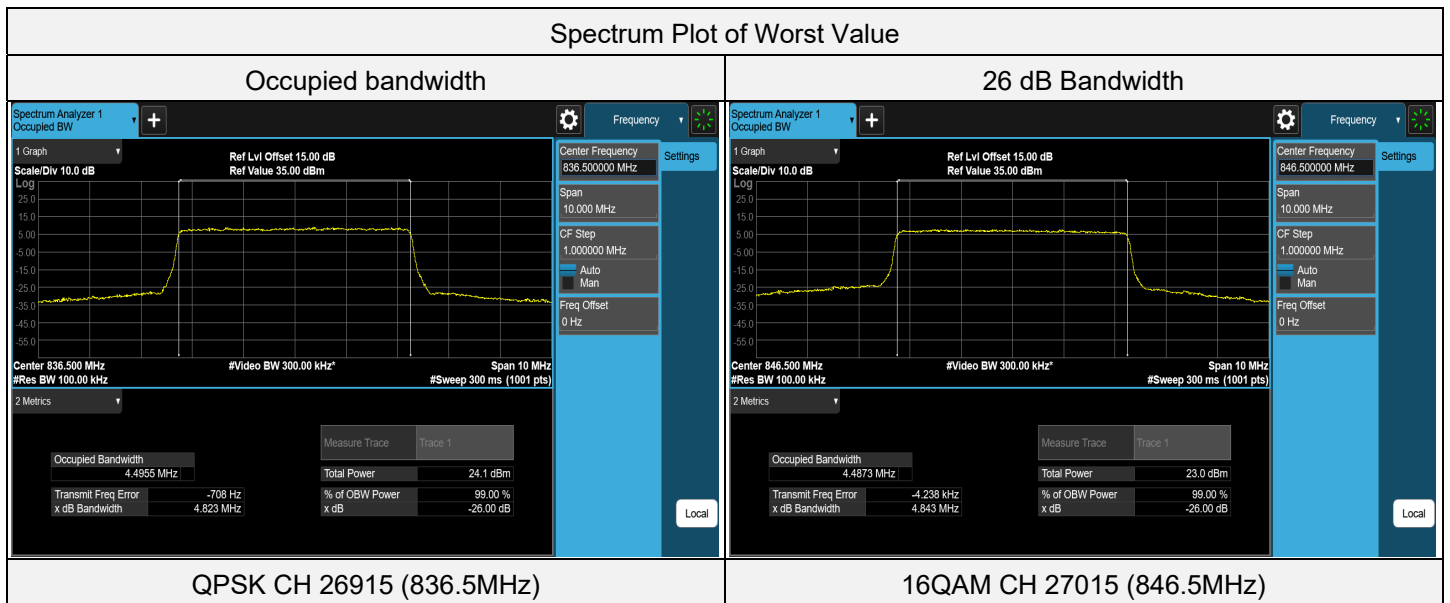 Spectrum Plot of Worst Value
Occupied bandwidth
Spectrum Analyzer 1
Occupied BW
+
Frequency
1 Graph
Scale/Div 10.0 dB
Ref Lvl Offset 15.00 dB
Ref Value 35.00 dBm
Log
25.0
15.0
5.00
-5.00
-15.0
-25.0
-35.0
-45.0
-55.0
Center 836.500 MHz
#Res BW 100.00 kHz
#Video BW 300.00 kHz*
Span 10 MHz
#Sweep 300 ms (1001 pts)
Center Frequency
836.500000 MHz
Settings
Span
10.000 MHz
CF Step
1.000000 MHz
Auto
Man
Freq Offset
0 Hz
2 Metrics
Measure Trace Trace 1
Occupied Bandwidth
4.4955 MHz
Total Power 24.1 dBm
Transmit Freq Error -708 Hz
% of OBW Power 99.00 %
x dB Bandwidth 4.823 MHz
x dB -26.00 dB
Local
QPSK CH 26915 (836.5MHz)
26 dB Bandwidth
Spectrum Analyzer 1
Occupied BW
+
Frequency
1 Graph
Scale/Div 10.0 dB
Ref Lvl Offset 15.00 dB
Ref Value 35.00 dBm
Log
25.0
15.0
5.00
-5.00
-15.0
-25.0
-35.0
-45.0
-55.0
Center 846.500 MHz
#Res BW 100.00 kHz
#Video BW 300.00 kHz*
Span 10 MHz
#Sweep 300 ms (1001 pts)
Center Frequency
846.500000 MHz
Settings
Span
10.000 MHz
CF Step
1.000000 MHz
Auto
Man
Freq Offset
0 Hz
2 Metrics
Measure Trace Trace 1
Occupied Bandwidth
4.4873 MHz
Total Power 23.0 dBm
Transmit Freq Error -4.238 kHz
% of OBW Power 99.00 %
x dB Bandwidth 4.843 MHz
x dB -26.00 dB
Local
16QAM CH 27015 (846.5MHz)